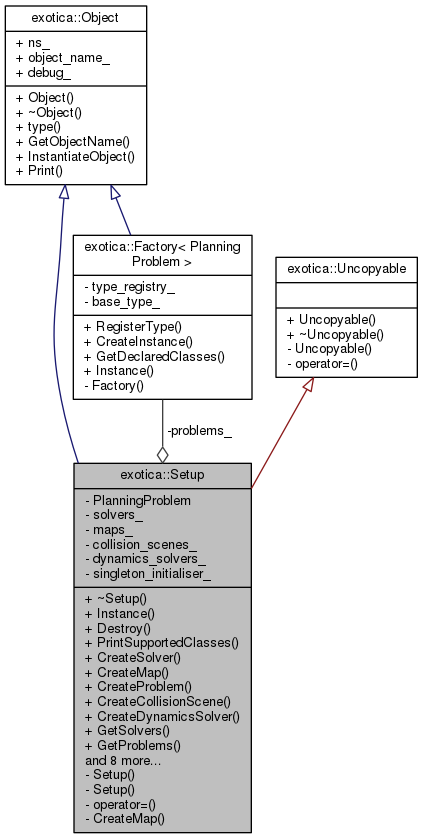 exotica::Object
+ ns_
+ object_name_
+ debug_
+ Object()
+ ~Object()
+ type()
+ GetObjectName()
+ InstantiateObject()
+ Print()
exotica::Factory< Planning
Problem >
- type_registry_
- base_type_
+ RegisterType()
+ CreateInstance()
+ GetDeclaredClasses()
+ Instance()
- Factory()
exotica::Uncopyable
+ Uncopyable()
+ ~Uncopyable()
- Uncopyable()
- operator=()
-problems_
exotica::Setup
- PlanningProblem
- solvers_
- maps_
- collision_scenes_
- dynamics_solvers_
- singleton_initialiser_
+ ~Setup()
+ Instance()
+ Destroy()
+ PrintSupportedClasses()
+ CreateSolver()
+ CreateMap()
+ CreateProblem()
+ CreateCollisionScene()
+ CreateDynamicsSolver()
+ GetSolvers()
+ GetProblems()
and 8 more...
- Setup()
- Setup()
- operator=()
- CreateMap()